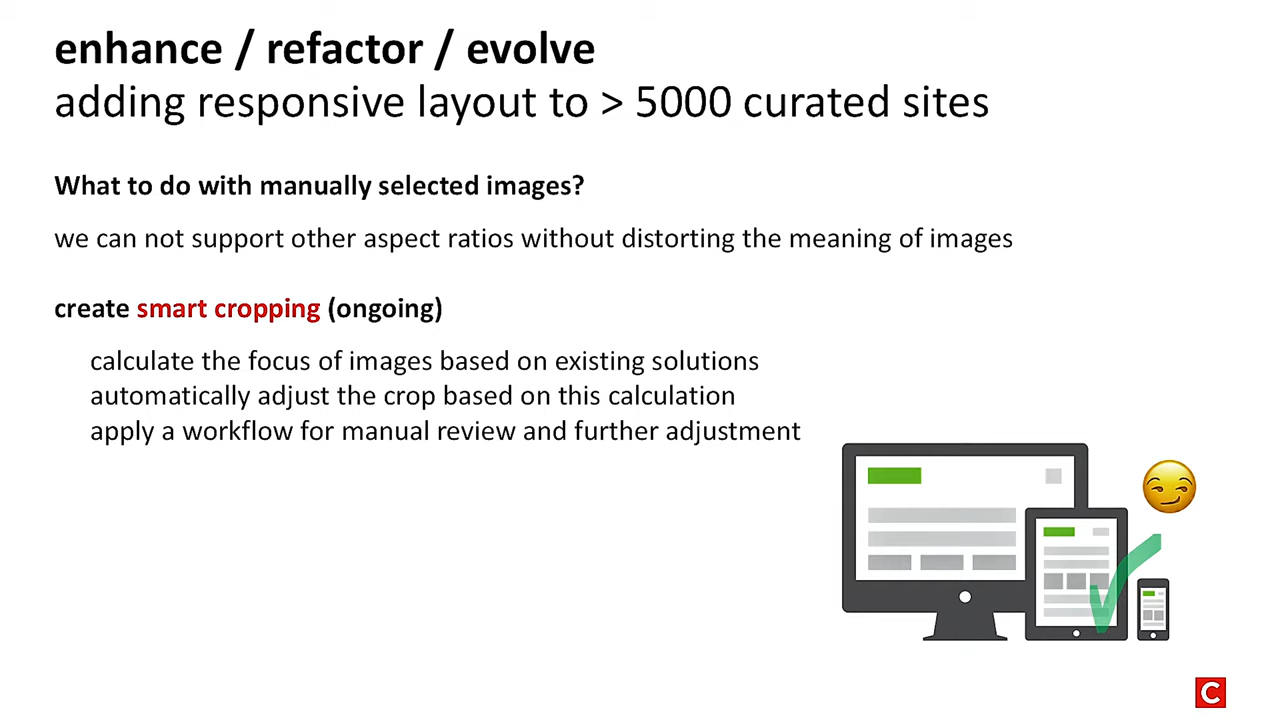 enhance / refactor / evolve
adding responsive layout to > 5000 curated sites
What to do with manually selected images?
we can not support other aspect ratios without distorting the meaning of images
create smart cropping (ongoing)
calculate the focus of images based on existing solutions
automatically adjust the crop based on this calculation
apply a workflow for manual review and further adjustment
C